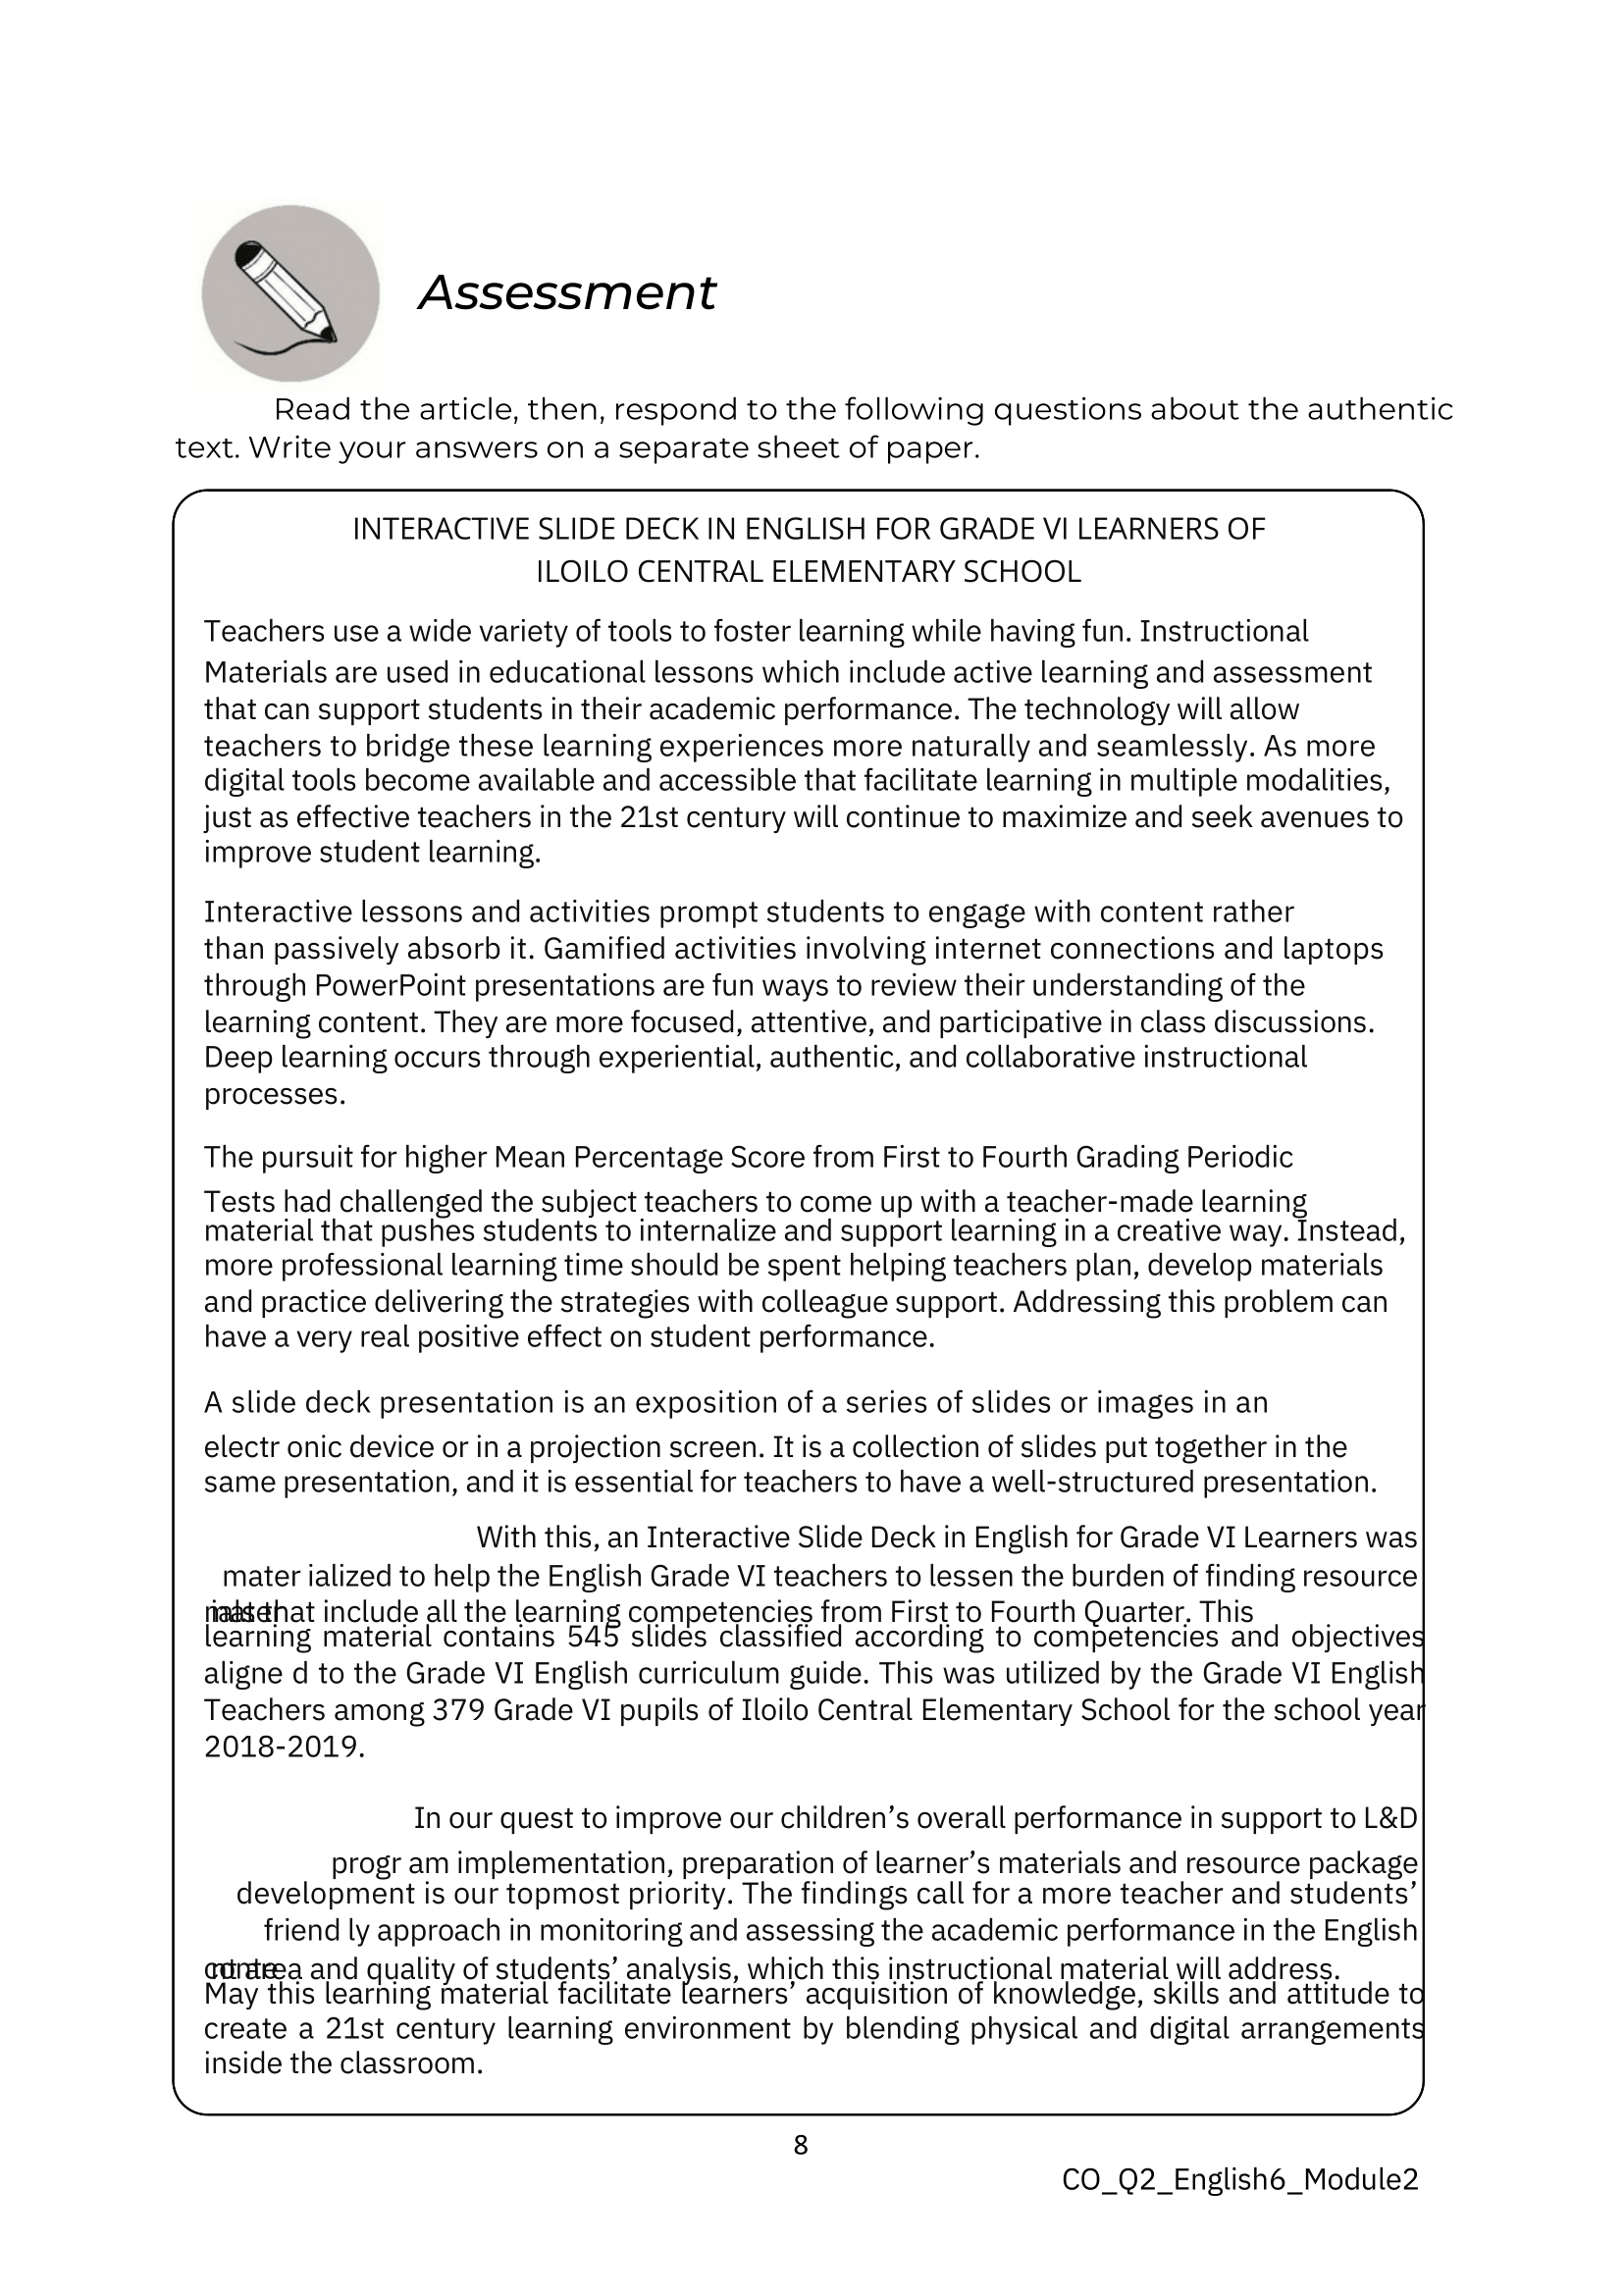 Assessment
Read the article, then, respond to the following questions about the authentic
text. Write your answers on a separate sheet of paper.
INTERACTIVE SLIDE DECK IN ENGLISH FOR GRADE VI LEARNERS OF
ILOILO CENTRAL ELEMENTARY SCHOOL
Teachers use a wide variety of tools to foster learning while having fun. Instructional
Materials are used in educational lessons which include active learning and assessment
that can support students in their academic performance. The technology will allow
teachers to bridge these learning experiences more naturally and seamlessly. As more
digital tools become available and accessible that facilitate learning in multiple modalities,
just as effective teachers in the 21st century will continue to maximize and seek avenues to
improve student learning.
Interactive lessons and activities prompt students to engage with content rather
than passively absorb it. Gamified activities involving internet connections and laptops
through PowerPoint presentations are fun ways to review their understanding of the
learning content. They are more focused, attentive, and participative in class discussions.
Deep learning occurs through experiential, authentic, and collaborative instructional
processes.
The pursuit for higher Mean Percentage Score from First to Fourth Grading Periodic
Tests had challenged the subject teachers to come up with a teacher-made learning
material that pushes students to internalize and support learning in a creative way. Instead,
more professional learning time should be spent helping teachers plan, develop materials
and practice delivering the strategies with colleague support. Addressing this problem can
have a very real positive effect on student performance.
A slide deck presentation is an exposition of a series of slides or images in an
electr onic device or in a projection screen. It is a collection of slides put together in the
same presentation, and it is essential for teachers to have a well-structured presentation.
With this, an Interactive Slide Deck in English for Grade VI Learners was
mater ialized to help the English Grade VI teachers to lessen the burden of finding resource
that include all the learning competencies from First to Fourth Quarter. This
learning material contains 545 slides classified according to competencies and objectives
aligne d to the Grade VI English curriculum guide. This was utilized by the Grade VI English
Teachers among 379 Grade VI pupils of Iloilo Central Elementary School for the school year
2018-2019.
In our quest to improve our children’s overall performance in support to L&D
progr am implementation, preparation of learner’s materials and resource package
development is our topmost priority. The findings call for a more teacher and students’
friend ly approach in monitoring and assessing the academic performance in the English
and quality of students’ analysis, which this instructional material will address.
May this learning material facilitate learners’ acquisition of knowledge, skills and attitude to
create a 21st century learning environment by blending physical and digital arrangements
inside the classroom.
8
CO_Q2_English6_Module2